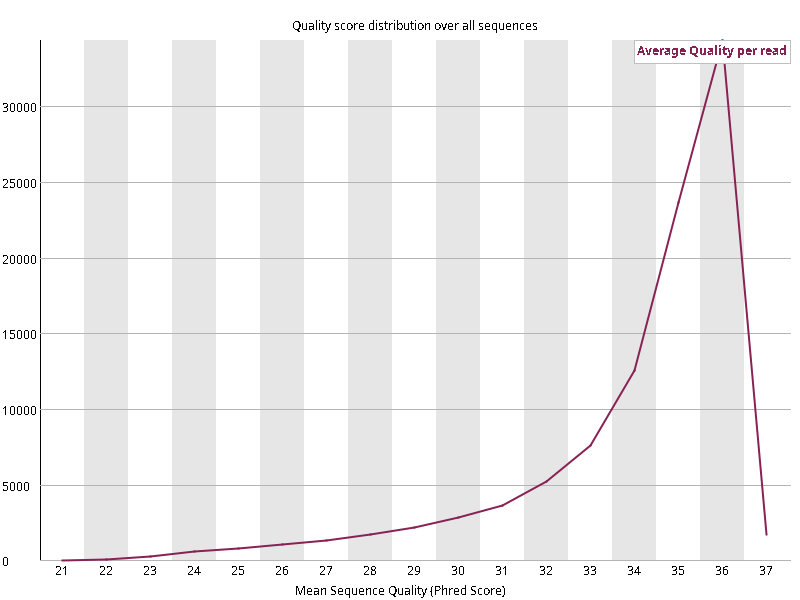 Quality score distribution over all sequences
Average Quality per read
30000
25000
20000
15000
10000
5000
0
21 22 23 24 25 26 27 28 29 30 31 32 33 34 35 36 37
Mean Sequence Quality (Phred Score)